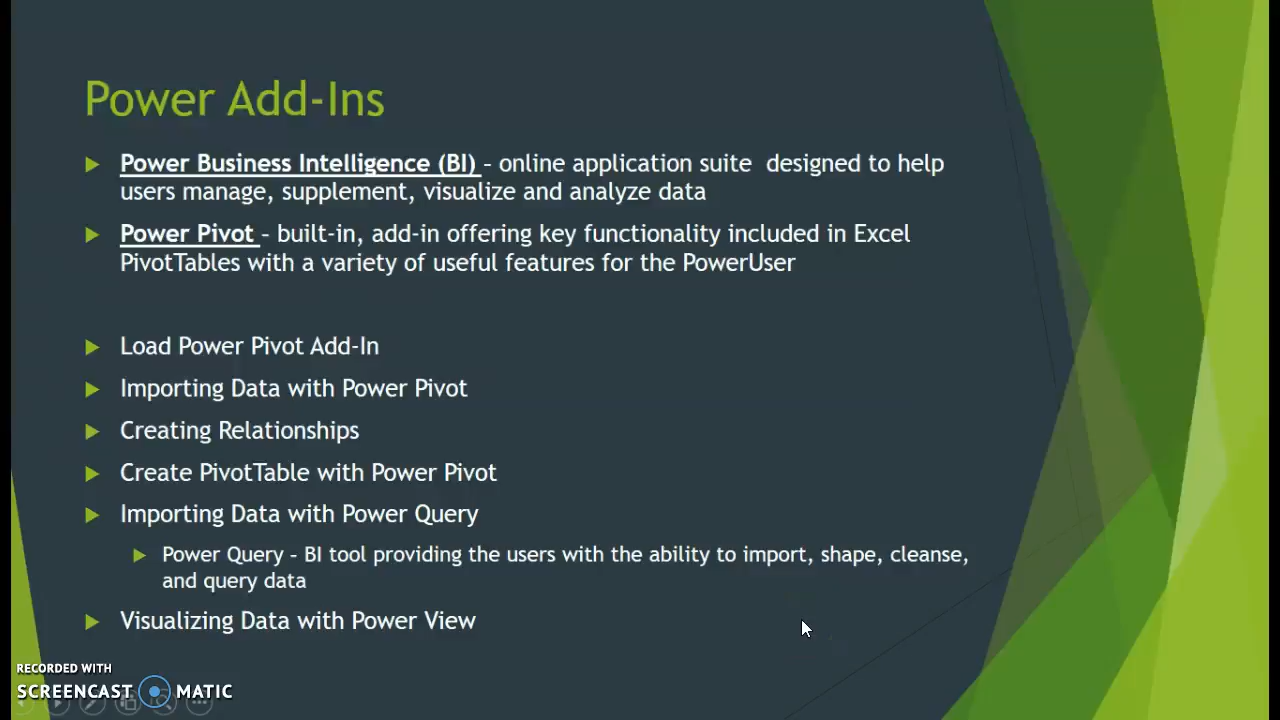 Power Add-Ins
Power Business Intelligence (BI) – online application suite designed to help
users manage, supplement, visualize and analyze data
Power Pivot – built-in, add-in offering key functionality included in Excel
PivotTables with a variety of useful features for the PowerUser
Load Power Pivot Add-In
Importing Data with Power Pivot
Creating Relationships
Create PivotTable with Power Pivot
Importing Data with Power Query
Power Query – BI tool providing the users with the ability to import, shape, cleanse,
and query data
Visualizing Data with Power View
RECORDED WITH
SCREENCAST MATIC